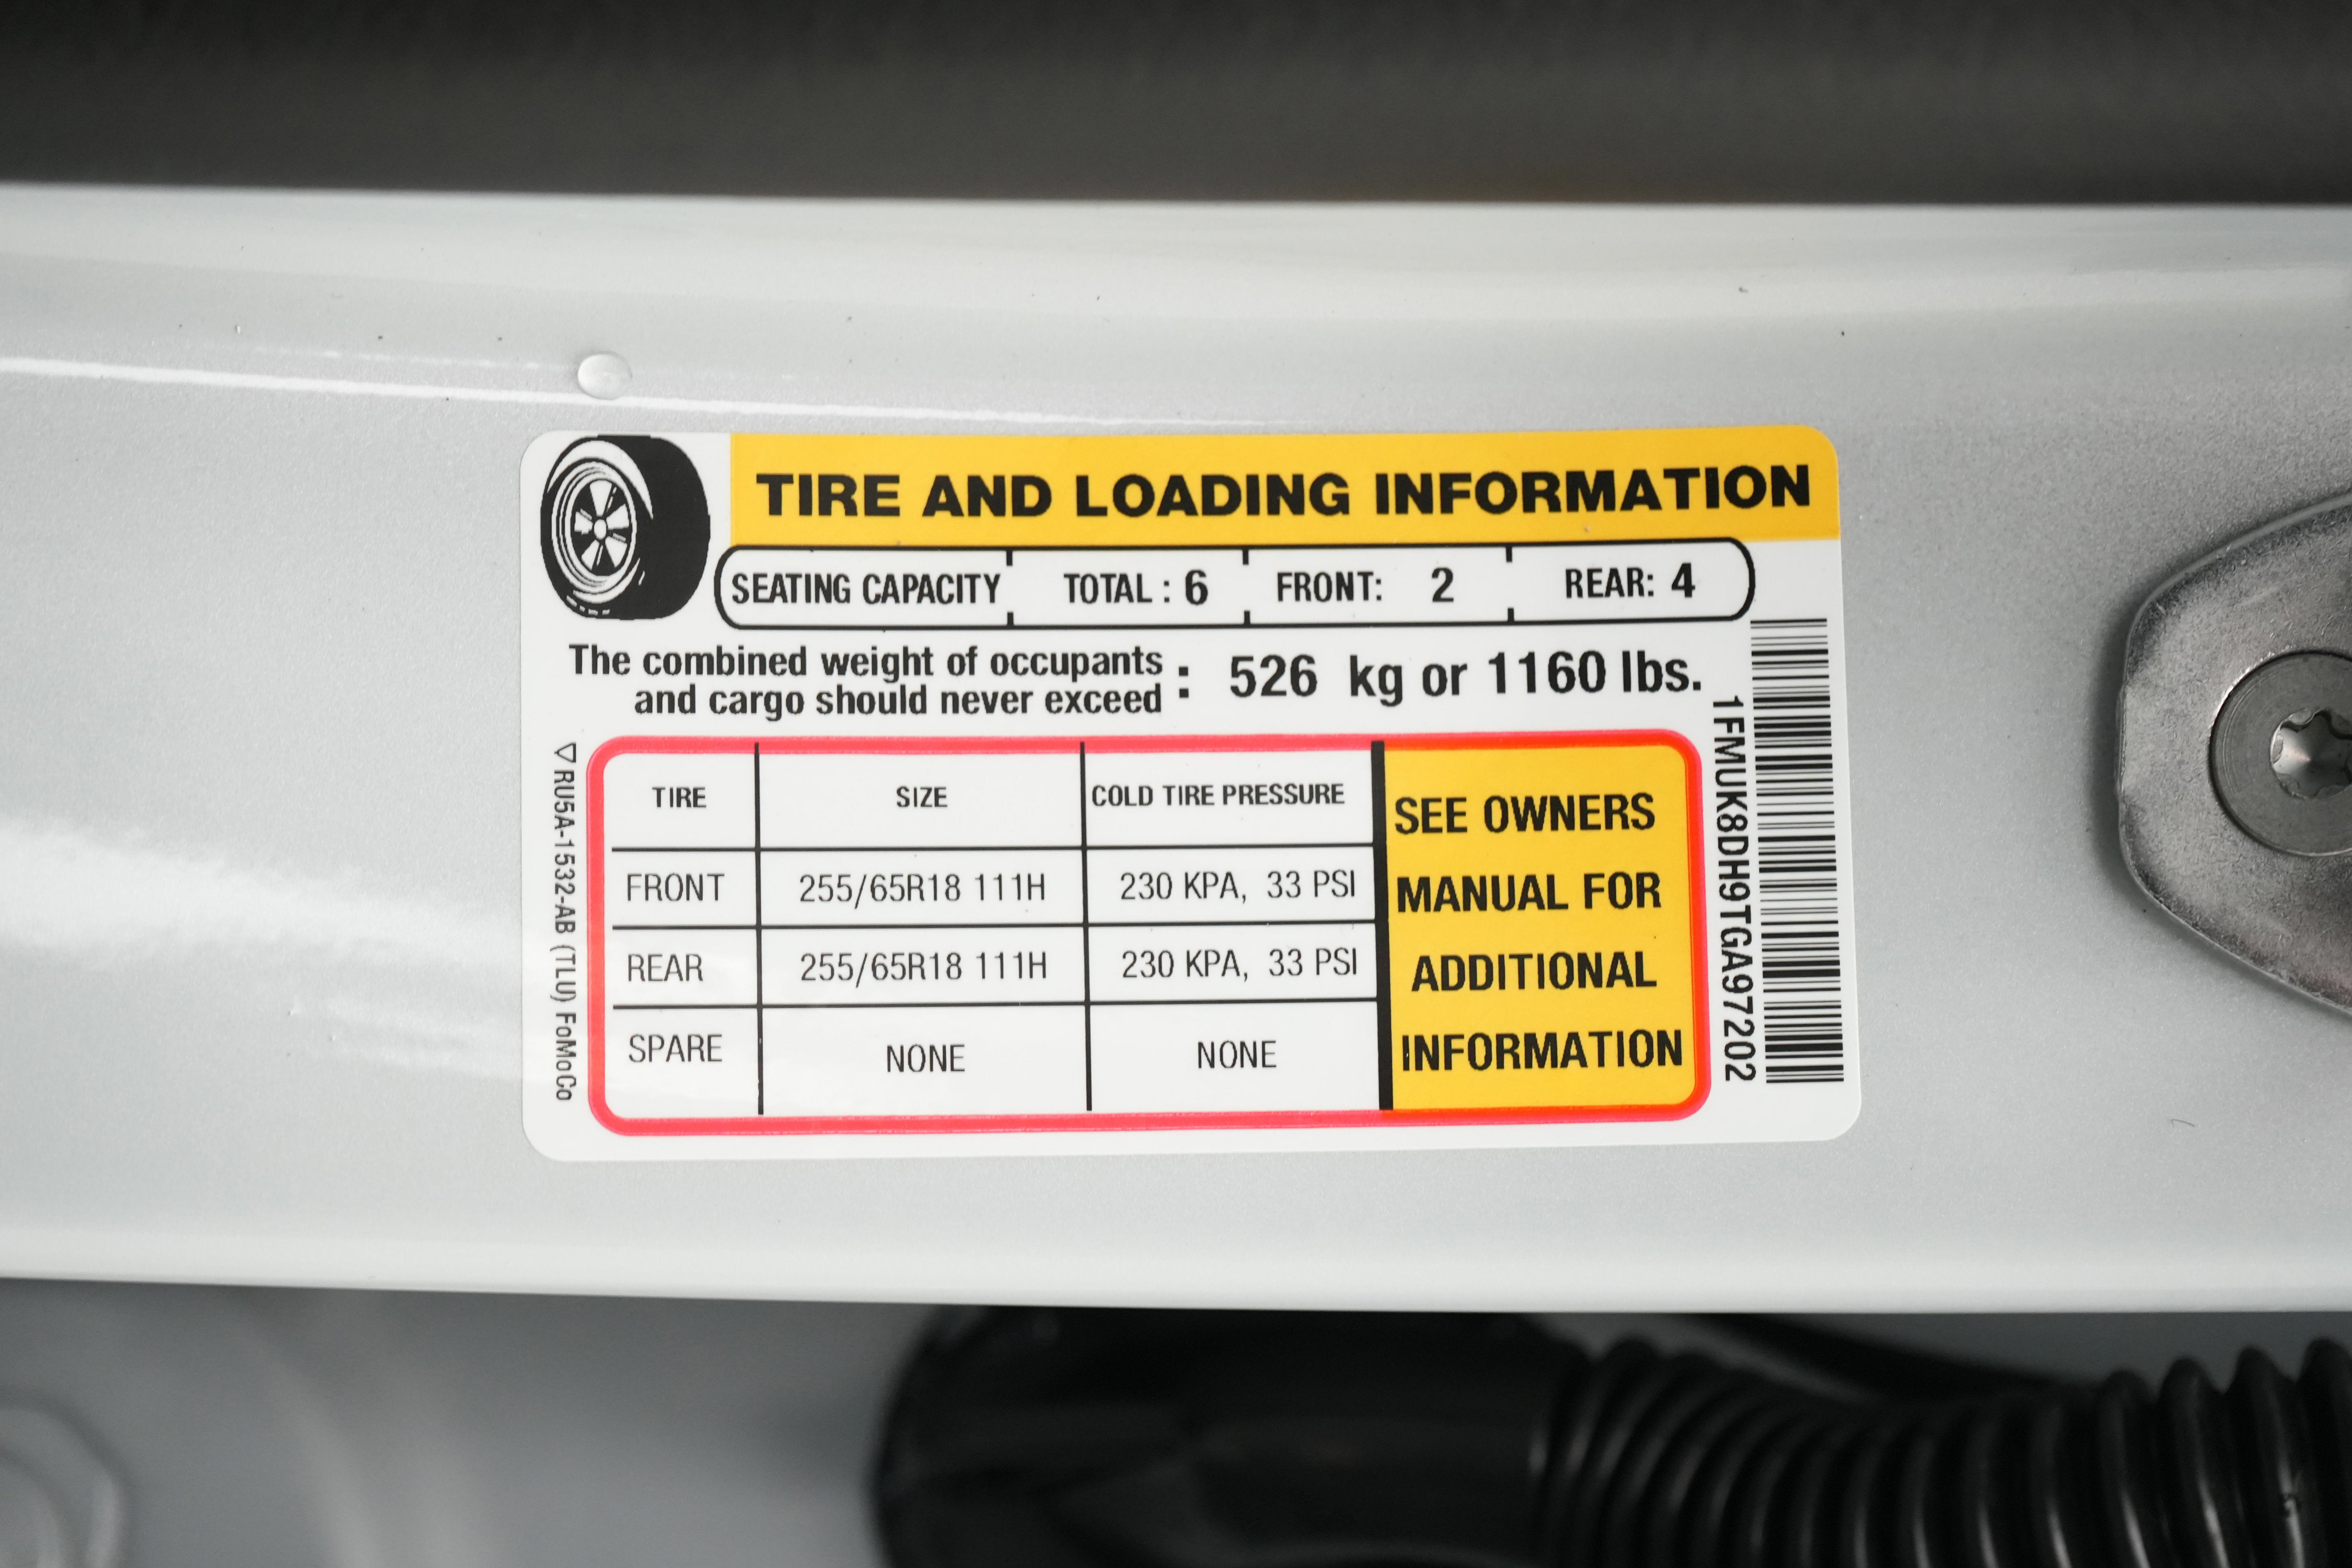 TIRE AND LOADING INFORMATION
SEATING CAPACITY TOTAL : 6 FRONT: 2 REAR: 4
The combined weight of occupants
and cargo should never exceed : 526 kg or 1160 lbs.
TIRE SIZE COLD TIRE PRESSURE
FRONT 255/65R18 111H 230 KPA, 33 PSI
REAR 255/65R18 111H 230 KPA, 33 PSI
SPARE NONE NONE
SEE OWNERS
MANUAL FOR
ADDITIONAL
INFORMATION
RU5A-1532-AB (TLU) FoMoCo
1FMUK8DH9TGA97202